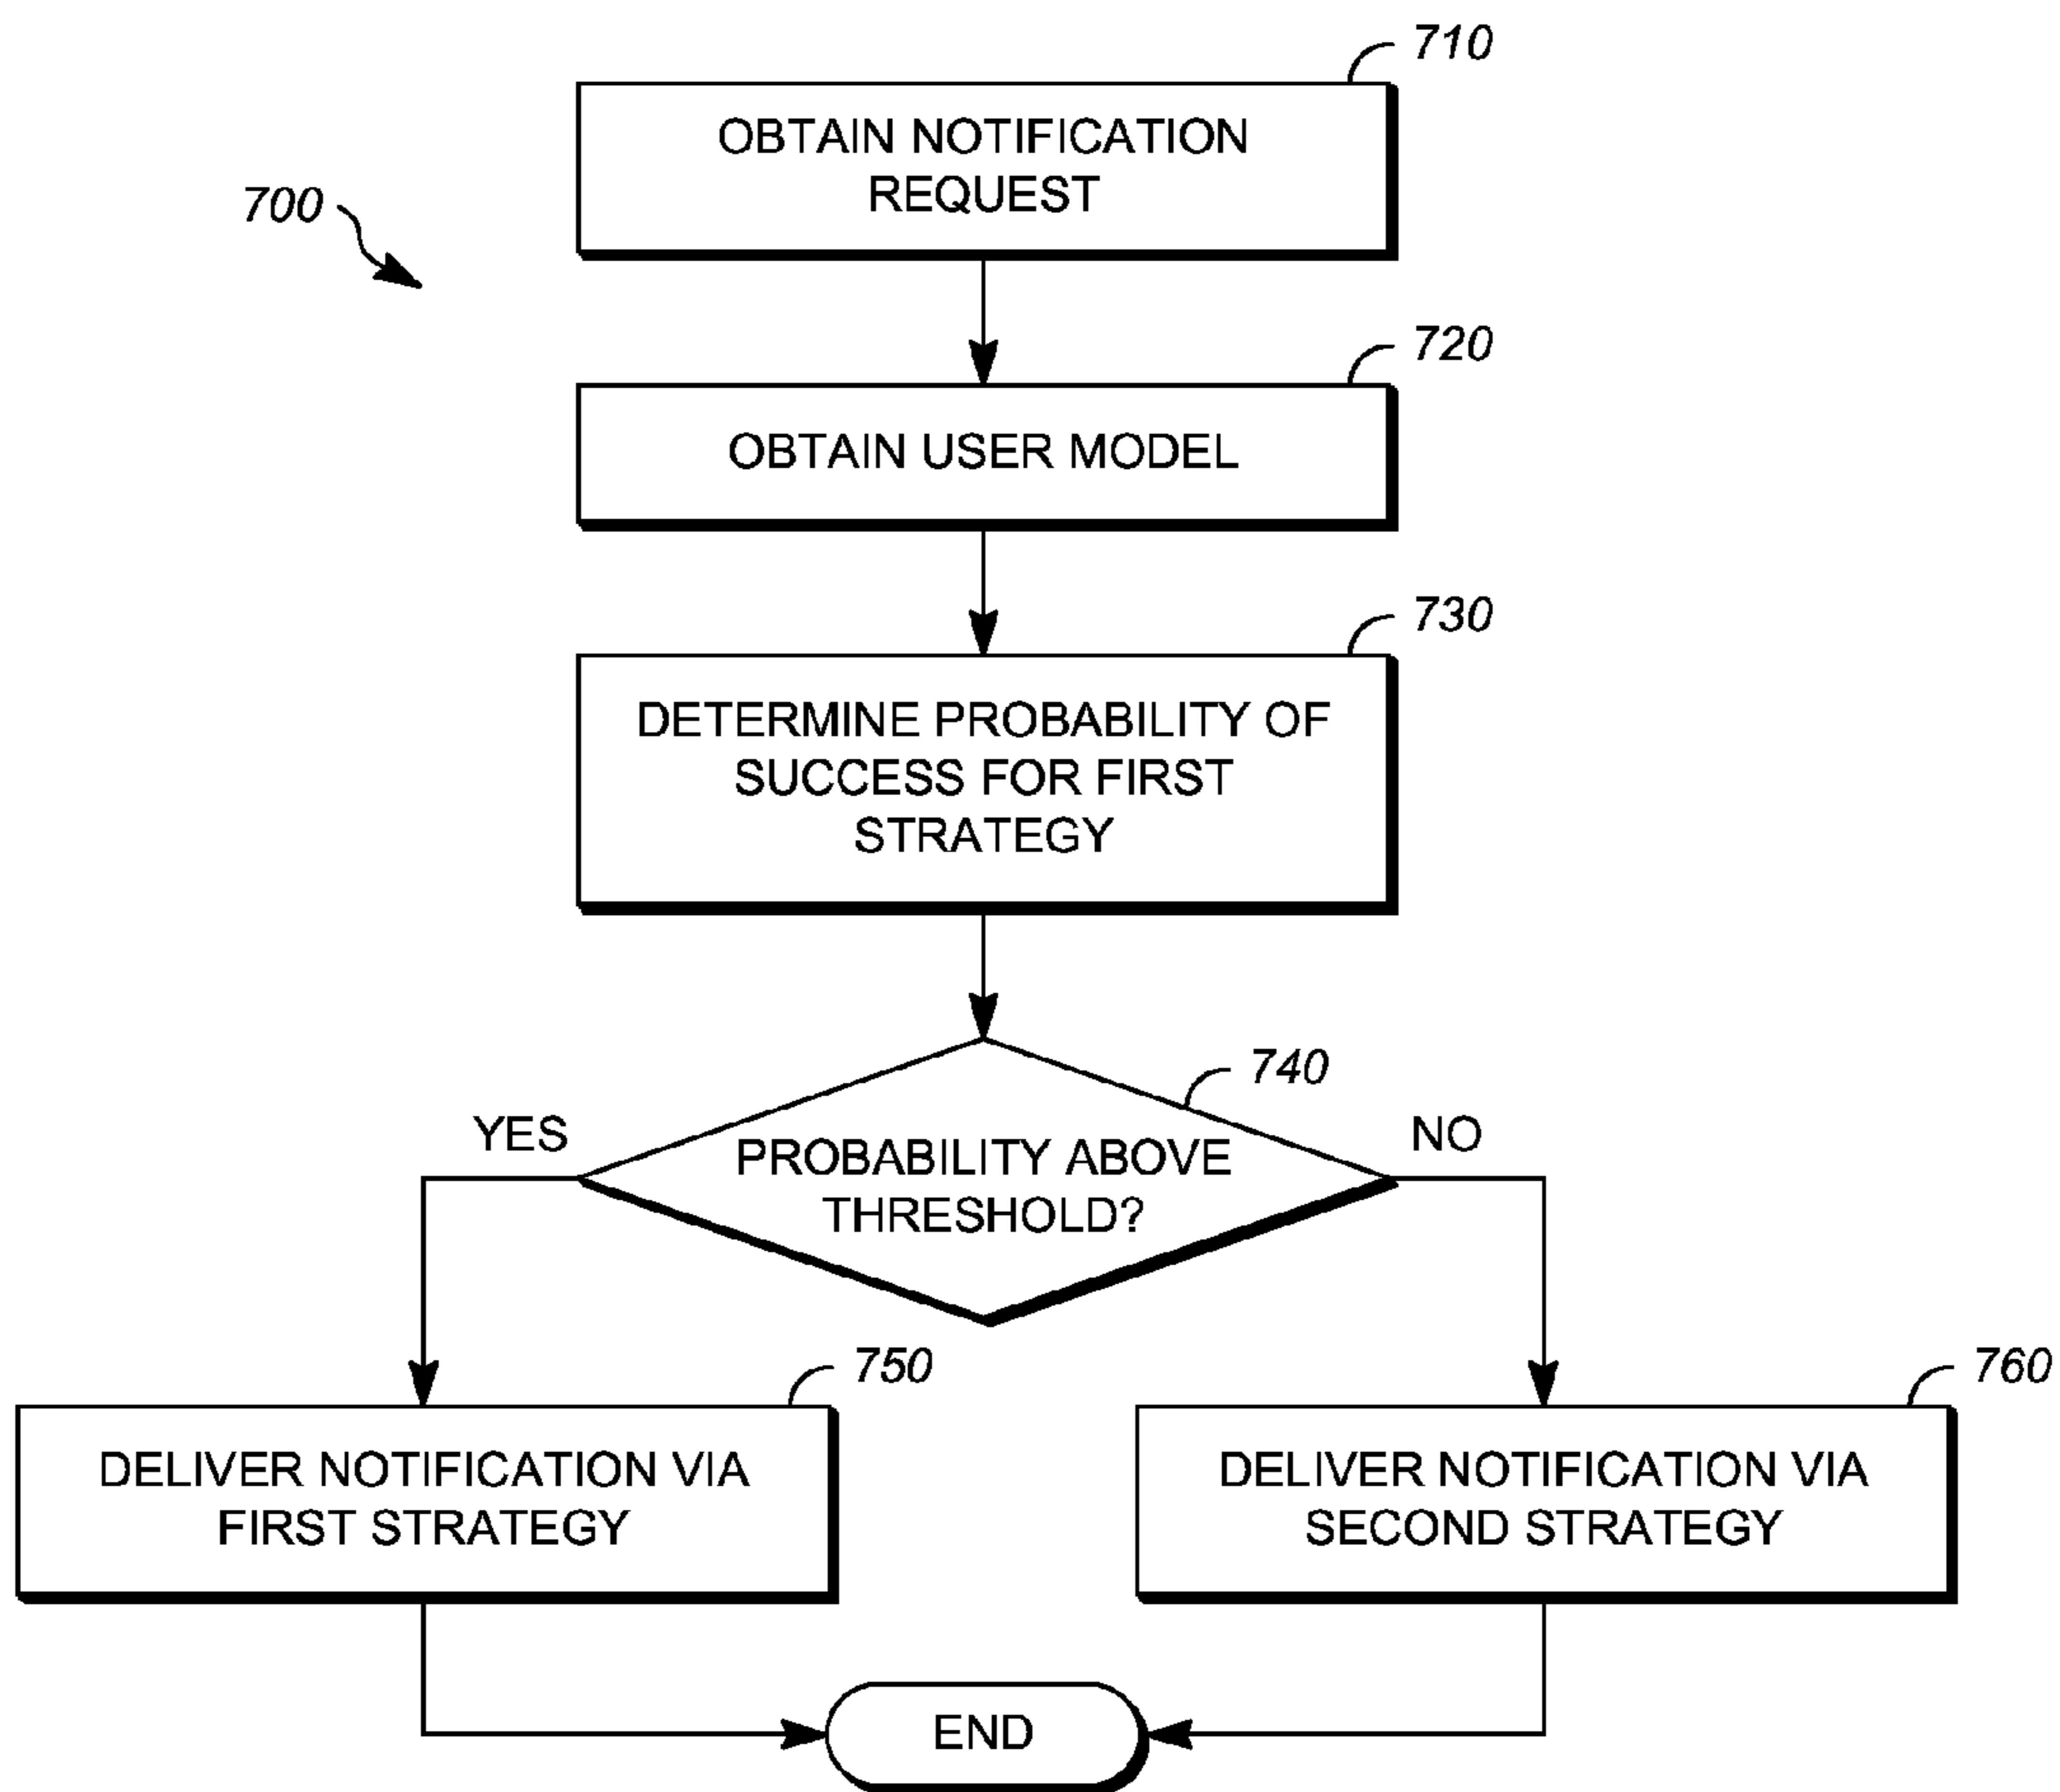 710
OBTAIN NOTIFICATION
REQUEST
700
720
OBTAIN USER MODEL
730
DETERMINE PROBABILITY OF
SUCCESS FOR FIRST
STRATEGY
740
YES
NO
PROBABILITY ABOVE
THRESHOLD?
750
DELIVER NOTIFICATION VIA
FIRST STRATEGY
760
DELIVER NOTIFICATION VIA
SECOND STRATEGY
END